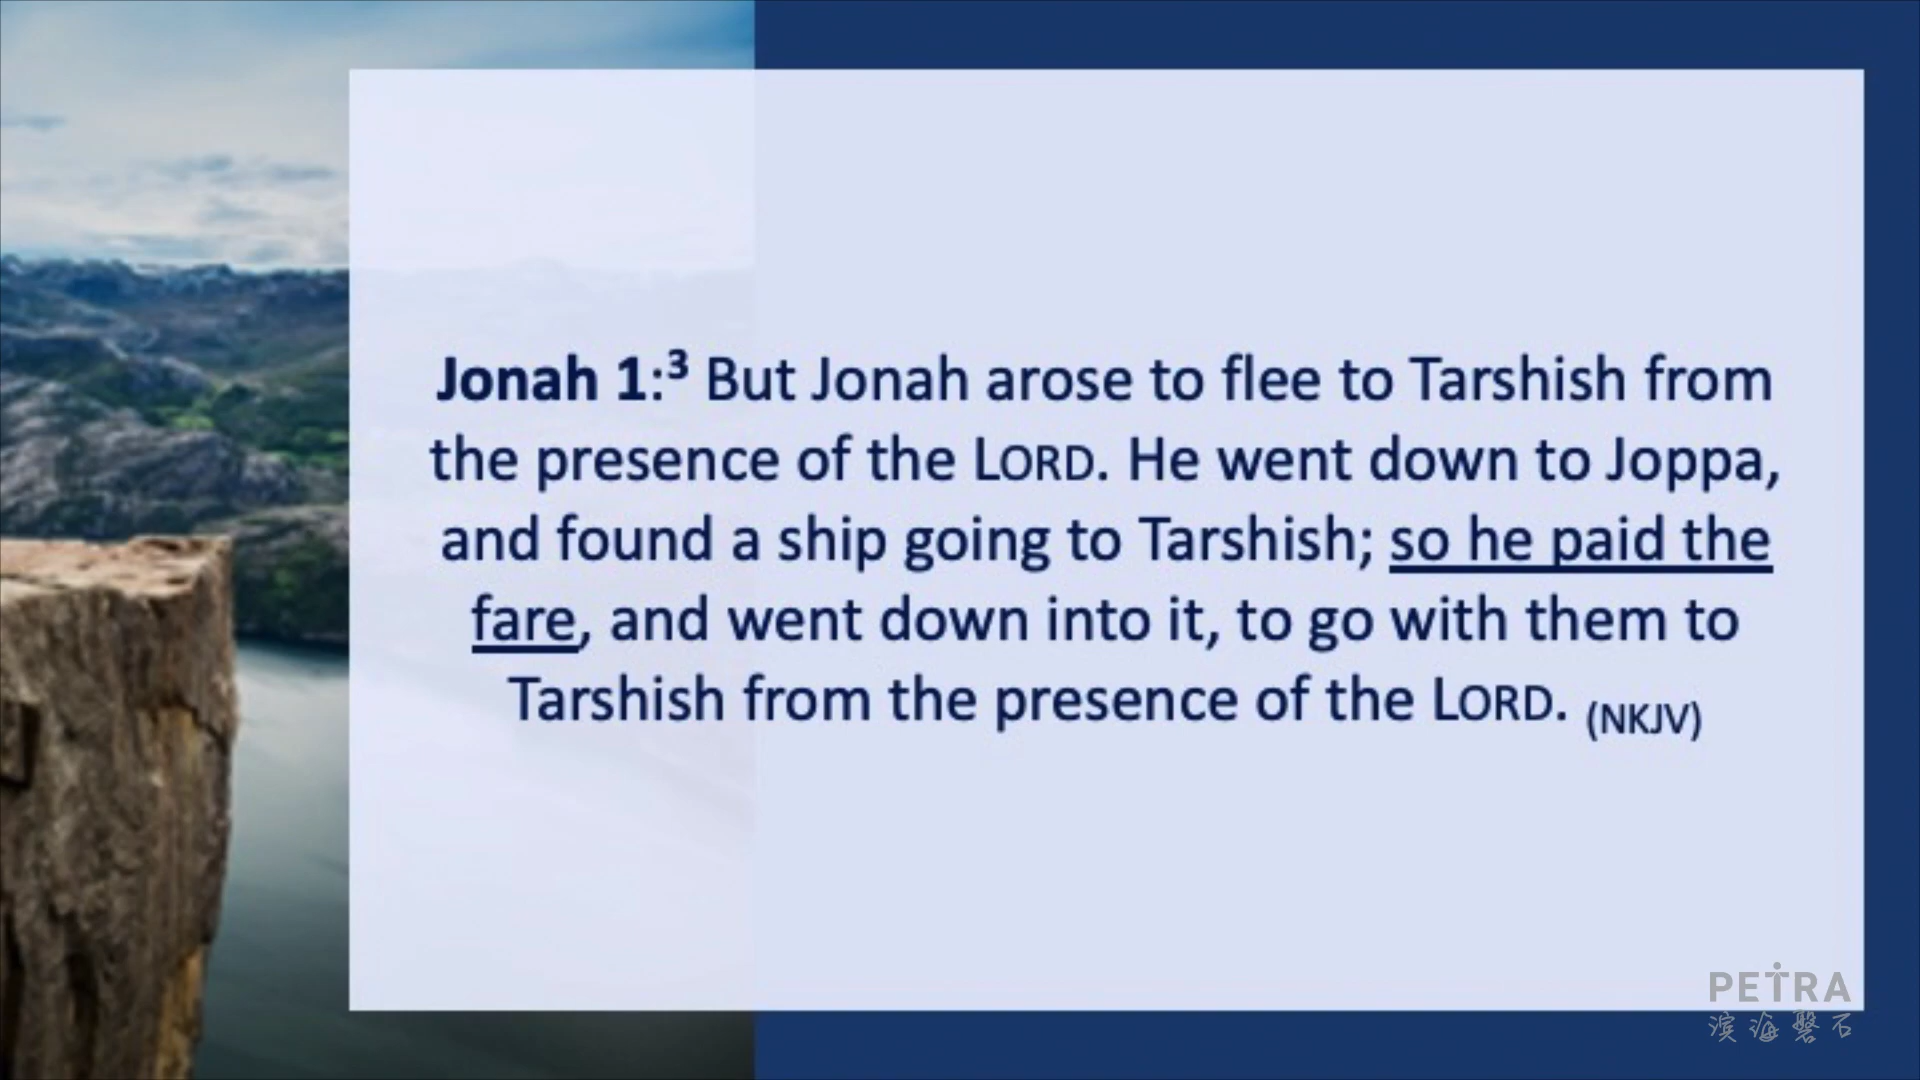 Jonah 1:³ But Jonah arose to flee to Tarshish from
the presence of the LORD. He went down to Joppa,
and found a ship going to Tarshish; so he paid the
fare, and went down into it, to go with them to
Tarshish from the presence of the LORD. (NKJV)
PETRA
滨海磐石